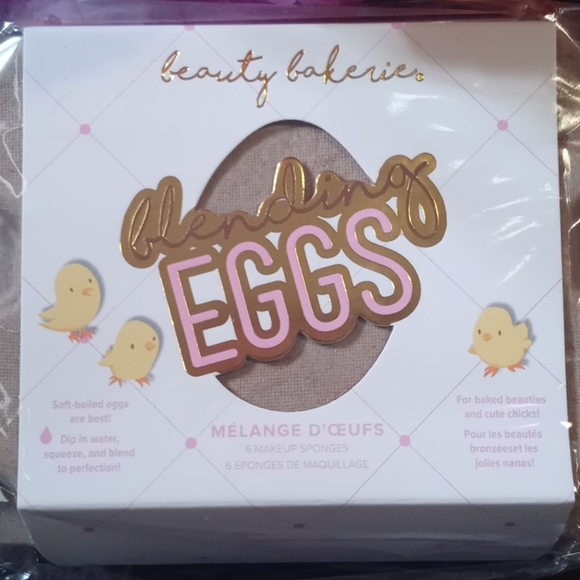 beauty bakerie.
blending
EGGS
Soft-boiled eggs
are best!
Dip in water,
squeeze, and blend
to perfection!
MÉLANGE D'ŒUFS
6 MAKEUP SPONGES
6 ÉPONGES DE MAQUILLAGE
For baked beauties
and cute chicks!
Pour les beautés
bronzéeset les
jolies nanas!